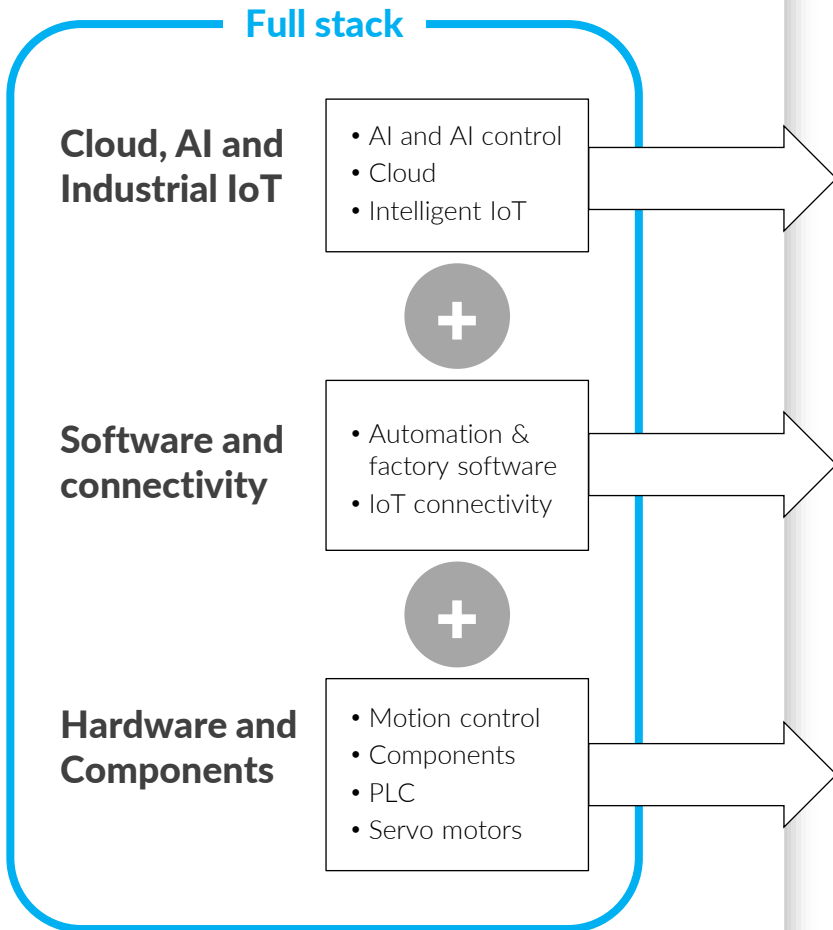 Full stack
Cloud, AI and
Industrial IoT
• AI and AI control
• Cloud
• Intelligent IoT
+
Software and
connectivity
• Automation &
factory software
• IoT connectivity
+
Hardware and
Components
• Motion control
• Components
• PLC
• Servo motors